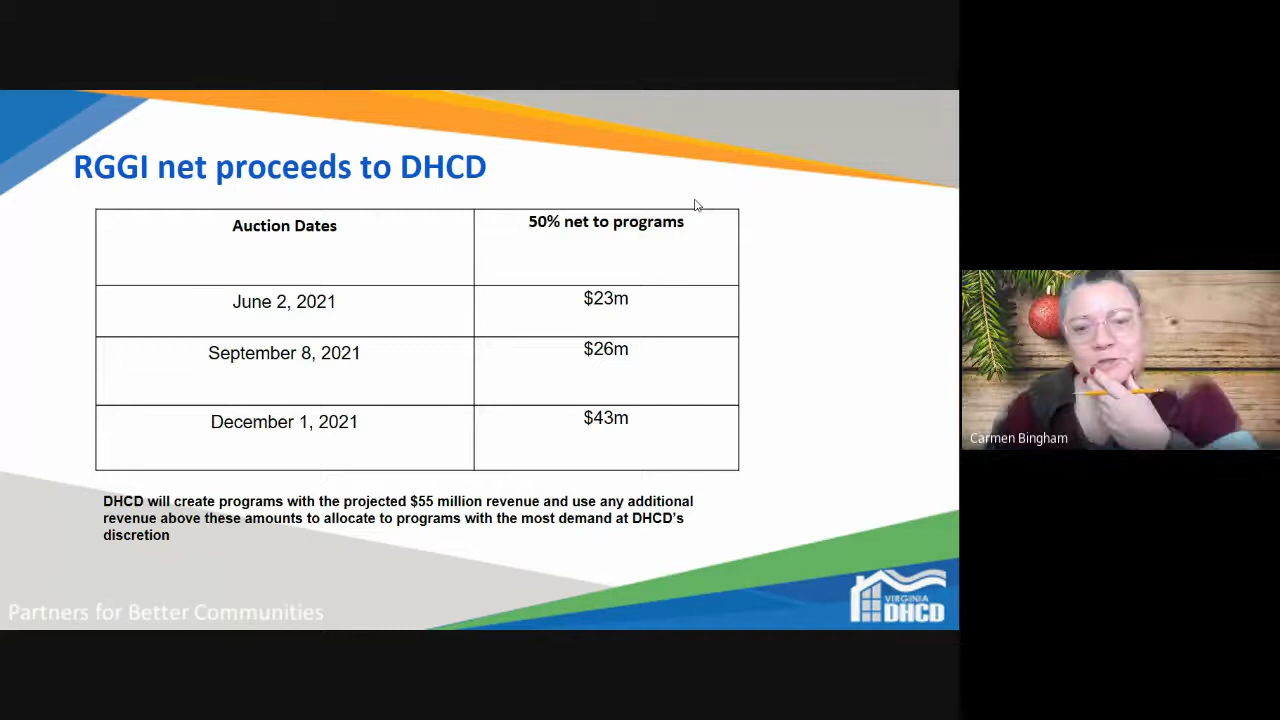 RGGI net proceeds to DHCD
Auction Dates
50% net to programs
June 2, 2021
$23m
September 8, 2021
$26m
December 1, 2021
$43m
DHCD will create programs with the projected $55 million revenue and use any additional
revenue above these amounts to allocate to programs with the most demand at DHCD’s
discretion
Partners for Better Communities
VIRGINIA
DHCD
Carmen Bingham